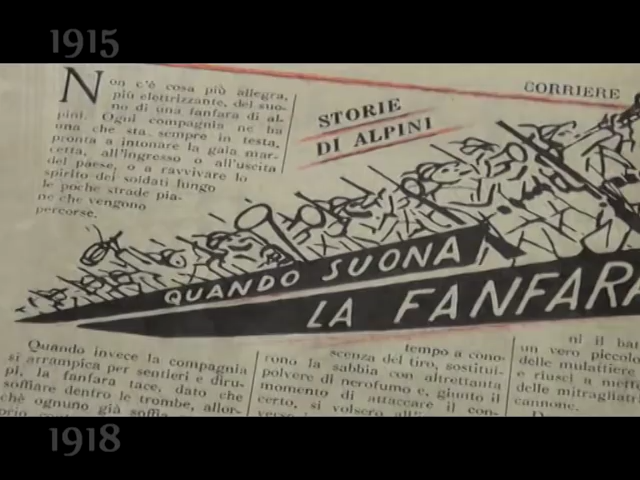 1915
CORRIERE
Non c'è cosa più allegra,
più elettrizzante, del suo-
no di una fanfara di al-
pini. Ogni compagnia ne ha
una che sta sempre in testa,
pronta a intonare la gaia mar-
cetta, all'ingresso o all'uscita
del paese, o a ravvivare lo
spirito dei soldati lungo
le poche strade pia-
ne che vengono
percorse.
STORIE
DI ALPINI
QUANDO SUONA
LA FANFARA
Quando invece la compagnia
si arrampica per sentieri e diru-
pi, la fanfara tace, dato che
soffiare dentro le trombe, allor-
chè ognuno già soffia
tempo a cono-
scenza del tiro, sostitui-
rono la sabbia con altrettanta
polvere di nerofumo e, giunto il
momento di attaccare il con-
certo, si volsero
ni il
un vero piccolo
delle mulattiere
e riuscì a
delle mitragliatri
cannone.
1918